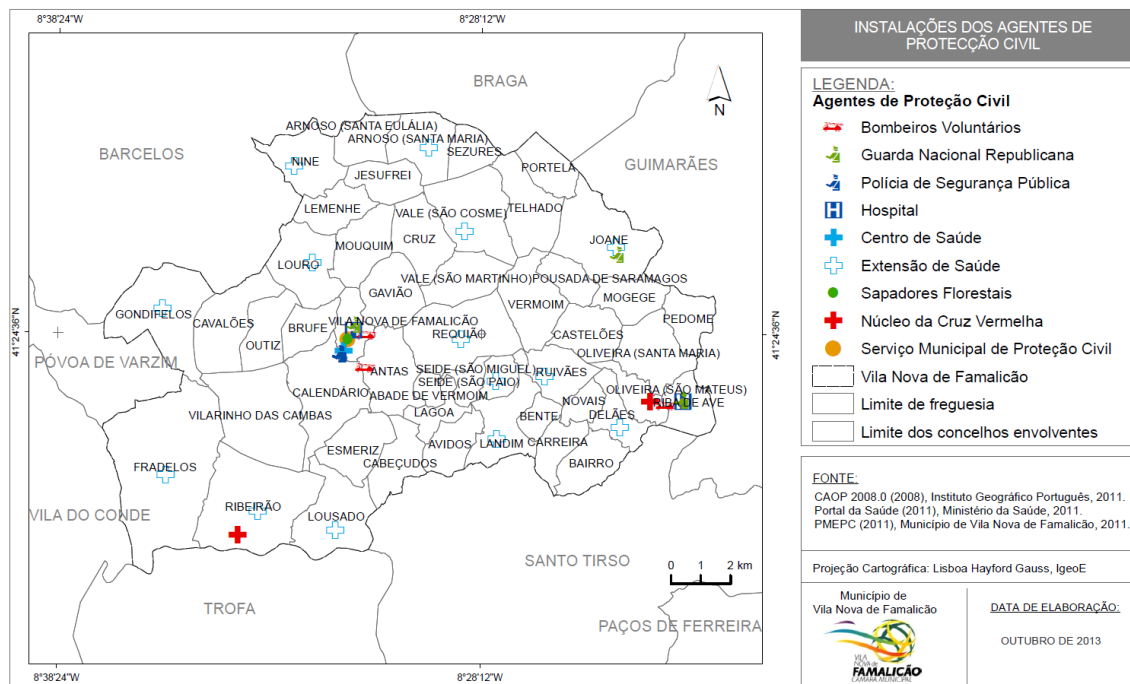 8°38'24"W
8°28'12"W
INSTALAÇÕES DOS AGENTES DE
PROTECÇÃO CIVIL
BRAGA
N
LEGENDA:
Agentes de Proteção Civil
Bombeiros Voluntários
Guarda Nacional Republicana
Polícia de Segurança Pública
Hospital
Centro de Saúde
Extensão de Saúde
Sapadores Florestais
Núcleo da Cruz Vermelha
Serviço Municipal de Proteção Civil
Vila Nova de Famalicão
Limite de freguesia
Limite dos concelhos envolventes
BARCELOS
GUIMARÃES
ARNOSO (SANTA EULÁLIA)
ARNOSO (SANTA MARIA)
SEZURES
NINE
JESUFREI
PORTELA
LEMENHE
VALE (SÃO COSME)
TELHADO
MOUQUIM
CRUZ
JOANE
LOURO
VALE (SÃO MARTINHO)
POUSADA DE SARAMAGOS
GAVIÃO
MOGEGE
VERMOIM
GONDIFELOS
CAVALÕES
BRUFE
VILA NOVA DE FAMALICÃO
PEDOME
REQUIÃO
CASTELÕES
OUTIZ
41°24'36"N
41°24'36"N
PÓVOA DE VARZIM
OLIVEIRA (SANTA MARIA)
ANTAS
SEIDE (SÃO MIGUEL)
RUIVÃES
SEIDE (SÃO PAIO)
CALENDÁRIO
ABADE DE VERMOIM
OLIVEIRA (SÃO MATEUS)
NOVAIS
RIBA DE AVE
VILARINHO DAS CAMBAS
LAGOA
BENTE
DELÃES
ESMERIZ
AVIDOS
LANDIM
CARREIRA
CABEÇUDOS
BAIRRO
FRADELOS
RIBEIRÃO
LOUSADO
VILA DO CONDE
SANTO TIRSO
0 1 2 km
TROFA
PAÇOS DE FERREIRA
8°38'24"W
8°28'12"W
FONTE:
CAOP 2008.0 (2008), Instituto Geográfico Português, 2011.
Portal da Saúde (2011), Ministério da Saúde, 2011.
PMEPC (2011), Município de Vila Nova de Famalicão, 2011.
Projeção Cartográfica: Lisboa Hayford Gauss, IgeoE
Município de
Vila Nova de Famalicão
VILA
NOVA de
FAMALICÃO
CÂMARA MUNICIPAL
DATA DE ELABORAÇÃO:
OUTUBRO DE 2013